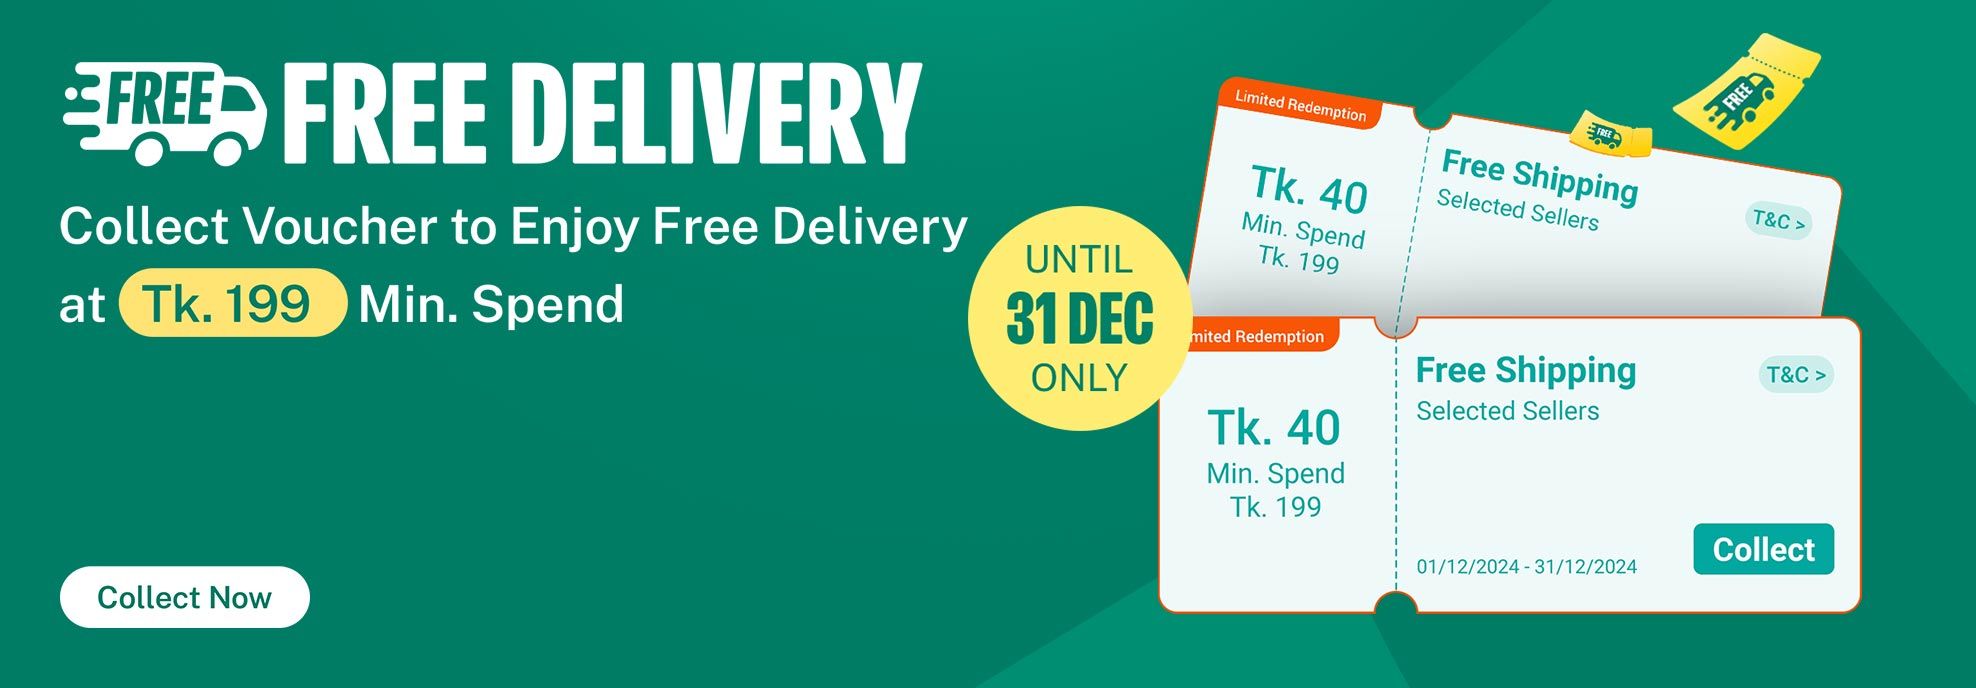 FREE
FREE DELIVERY
Collect Voucher to Enjoy Free Delivery
at Tk. 199 Min. Spend
Collect Now
UNTIL
31 DEC
ONLY
Limited Redemption
Tk. 40
Min. Spend
Tk. 199
Free Shipping
Selected Sellers
T&C >
FREE
FREE
mited Redemption
Tk. 40
Min. Spend
Tk. 199
Free Shipping
Selected Sellers
T&C >
01/12/2024 - 31/12/2024
Collect